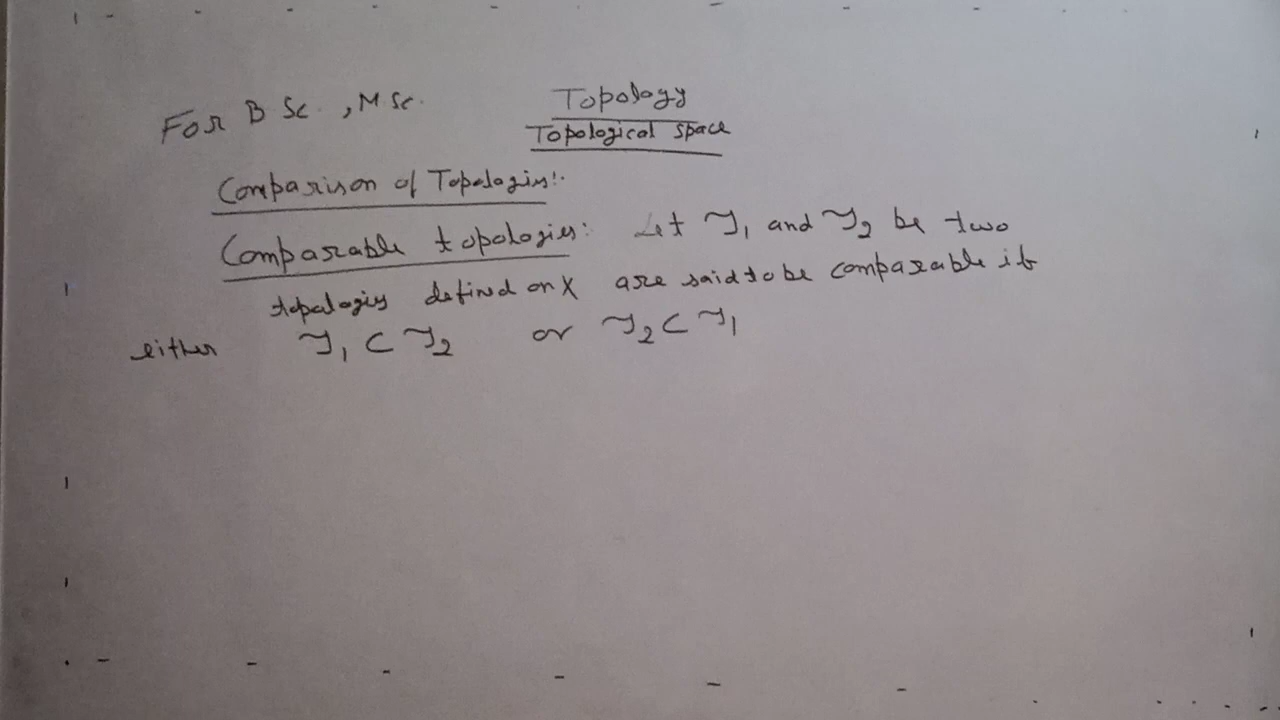 For B Sc., M Sc.
Topology
Topological space
Comparison of Topologies:
Comparable topologies: Let 𝒯₁ and 𝒯₂ be two
topologies defined on X are said to be comparable if
either 𝒯₁ ⊂ 𝒯₂ or 𝒯₂ ⊂ 𝒯₁